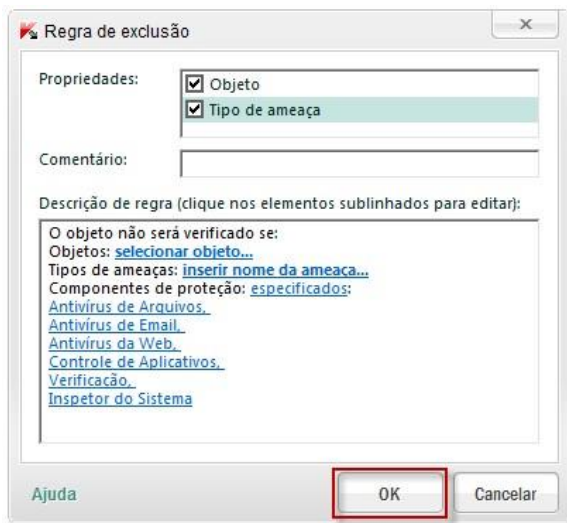 Regra de exclusão
Propriedades:
Objeto
Tipo de ameaça
Comentário:
Descrição de regra (clique nos elementos sublinhados para editar):
O objeto não será verificado se:
Objetos: selecionar objeto...
Tipos de ameaças: inserir nome da ameaça...
Componentes de proteção: especificados:
Antivírus de Arquivos,
Antivírus de Email,
Antivírus da Web,
Controle de Aplicativos,
Verificação,
Inspetor do Sistema
Ajuda
OK
Cancelar